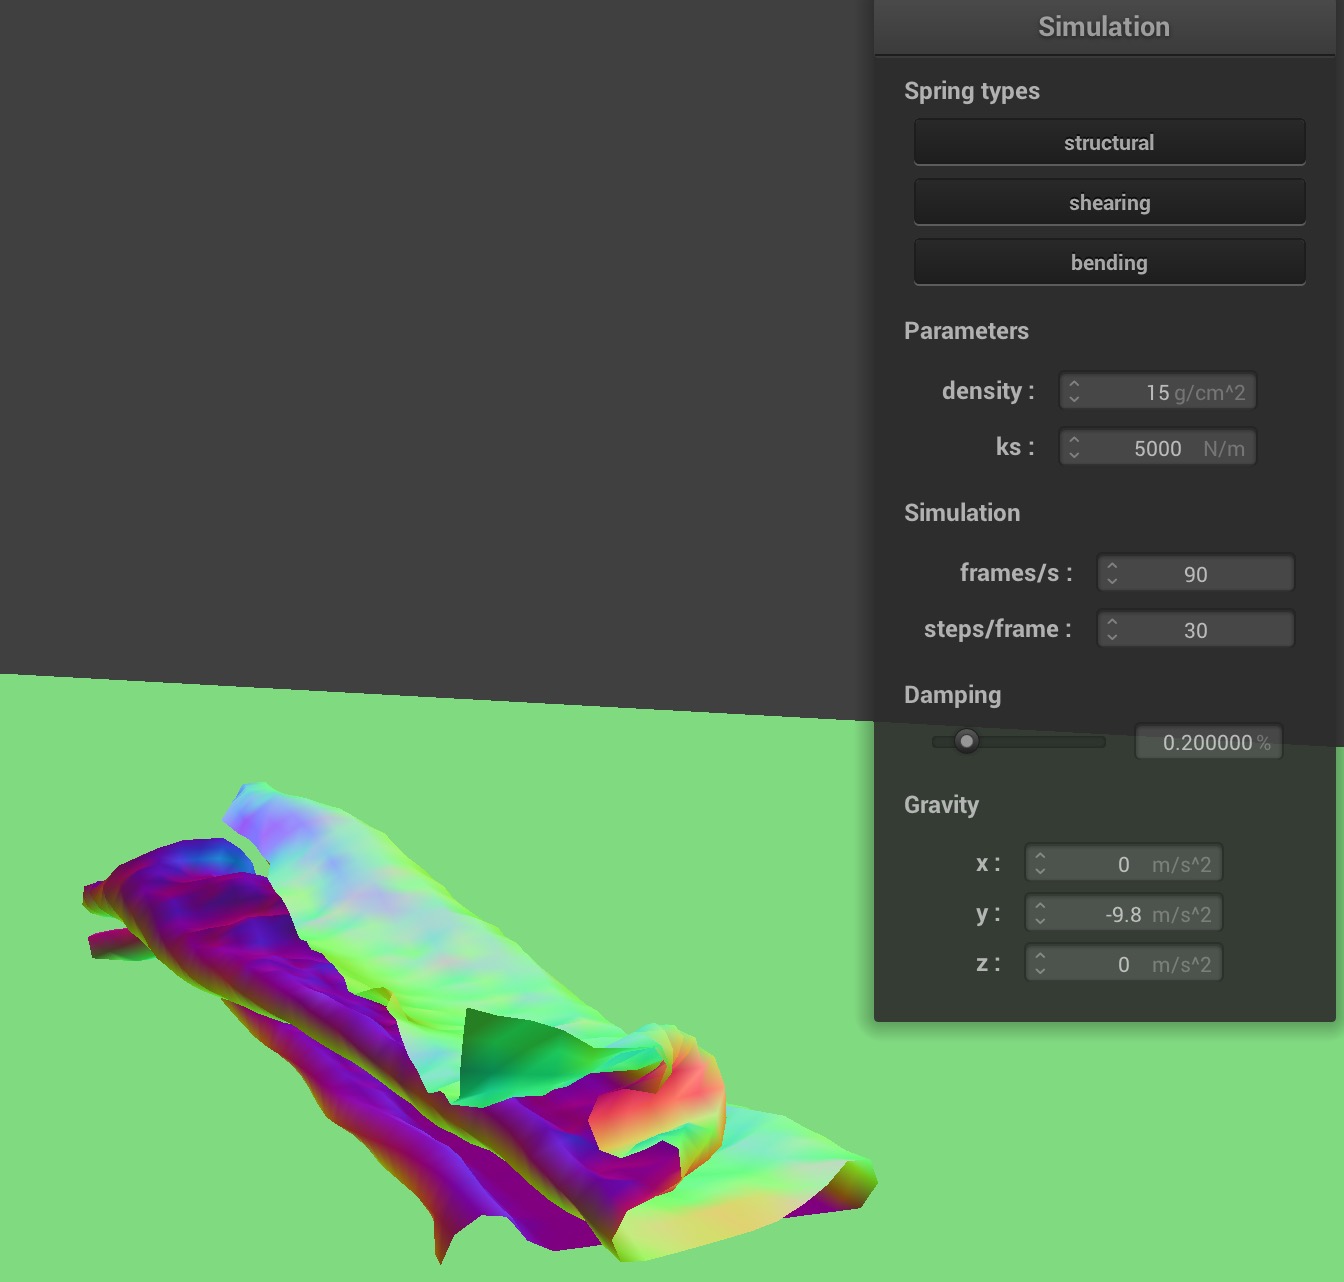 Simulation
Spring types
structural
shearing
bending
Parameters
density : 15 g/cm^2
ks : 5000 N/m
Simulation
frames/s : 90
steps/frame : 30
Damping
0.200000 %
Gravity
x : 0 m/s^2
y : -9.8 m/s^2
z : 0 m/s^2